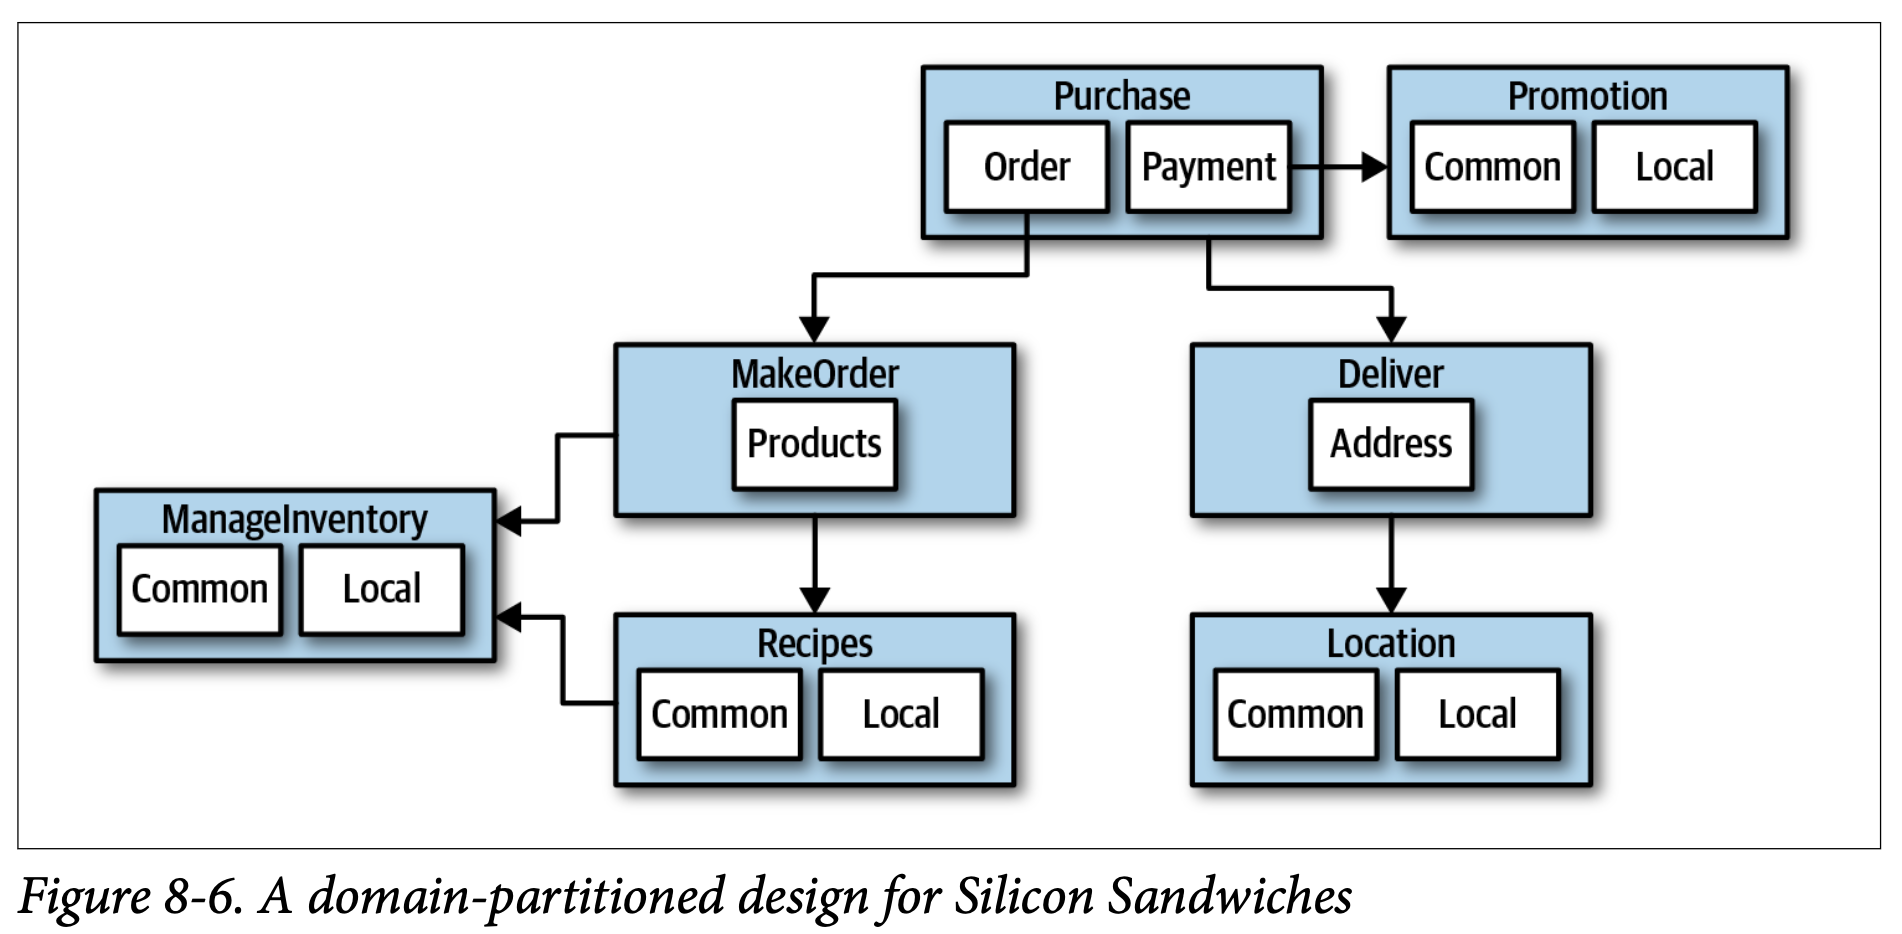 Purchase
Order
Payment
Promotion
Common
Local
MakeOrder
Products
Deliver
Address
ManageInventory
Common
Local
Recipes
Common
Local
Location
Common
Local
Figure 8-6. A domain-partitioned design for Silicon Sandwiches